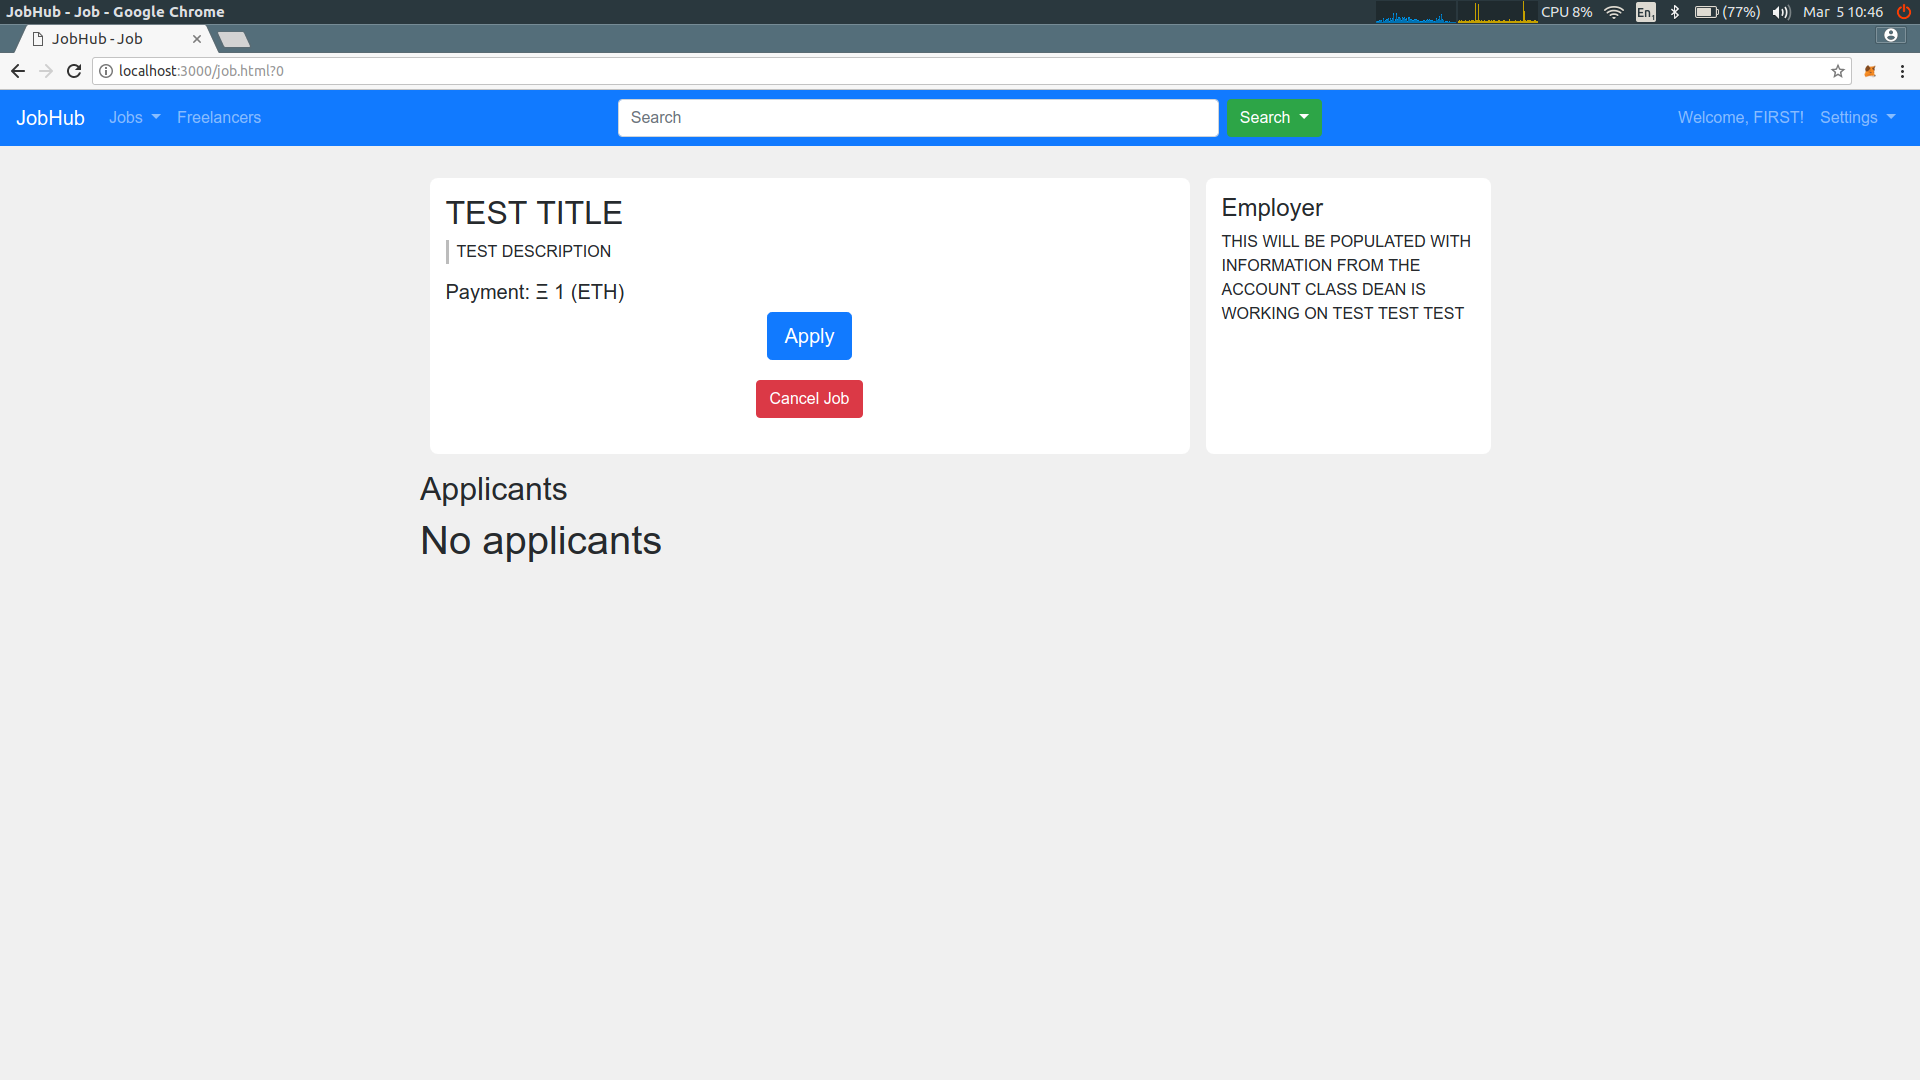 JobHub - Job - Google Chrome
CPU 8%
En1
(77%)
Mar 5 10:46
JobHub - Job
localhost:3000/job.html?0
JobHub
Jobs
Freelancers
Search
Search
Welcome, FIRST!
Settings
TEST TITLE
TEST DESCRIPTION
Payment: Ξ 1 (ETH)
Apply
Cancel Job
Employer
THIS WILL BE POPULATED WITH
INFORMATION FROM THE
ACCOUNT CLASS DEAN IS
WORKING ON TEST TEST TEST
Applicants
No applicants